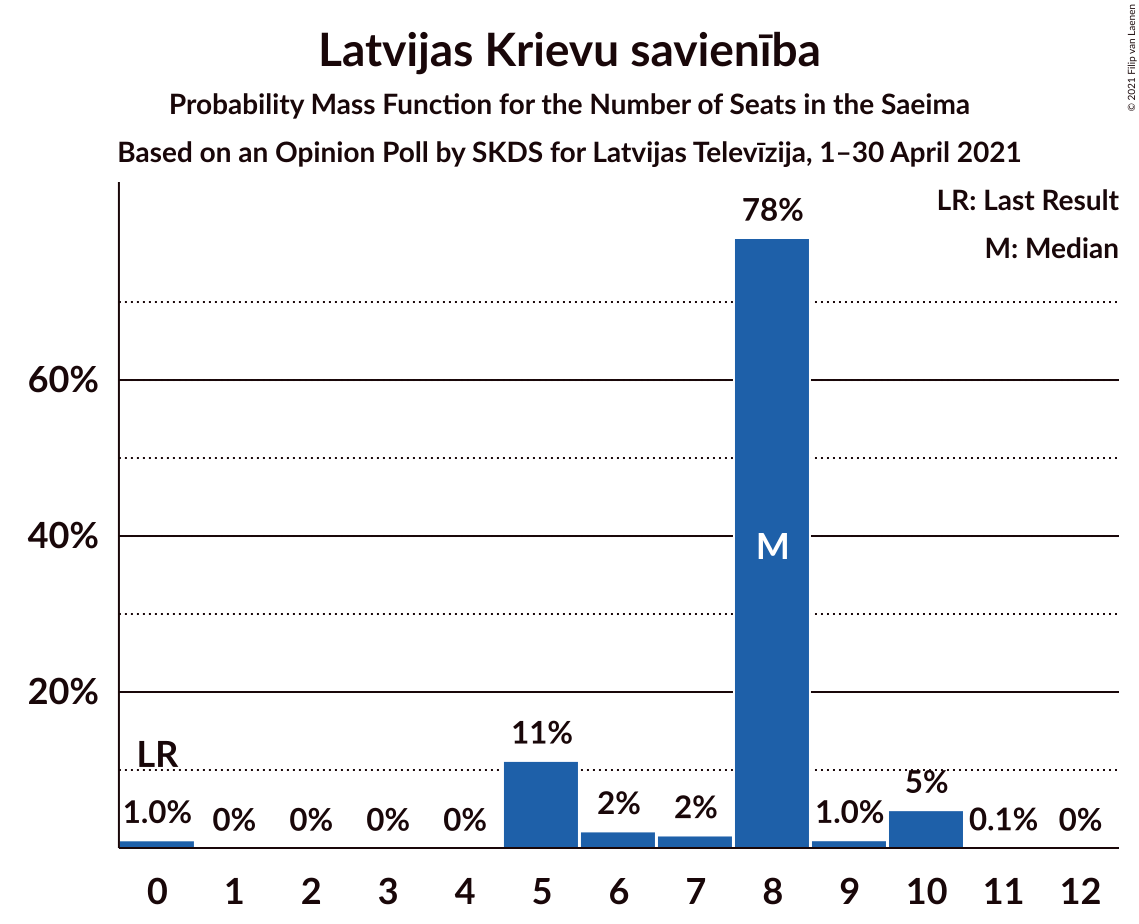 Latvijas Krievu savienība
Probability Mass Function for the Number of Seats in the Saeima
Based on an Opinion Poll by SKDS for Latvijas Televīzija, 1–30 April 2021
© 2021 Filip van Laenen
LR: Last Result
M: Median
78%
60%
40%
M
20%
LR
11%
1.0% 0% 0% 0% 0% 2% 2% 1.0% 5% 0.1% 0%
0 1 2 3 4 5 6 7 8 9 10 11 12